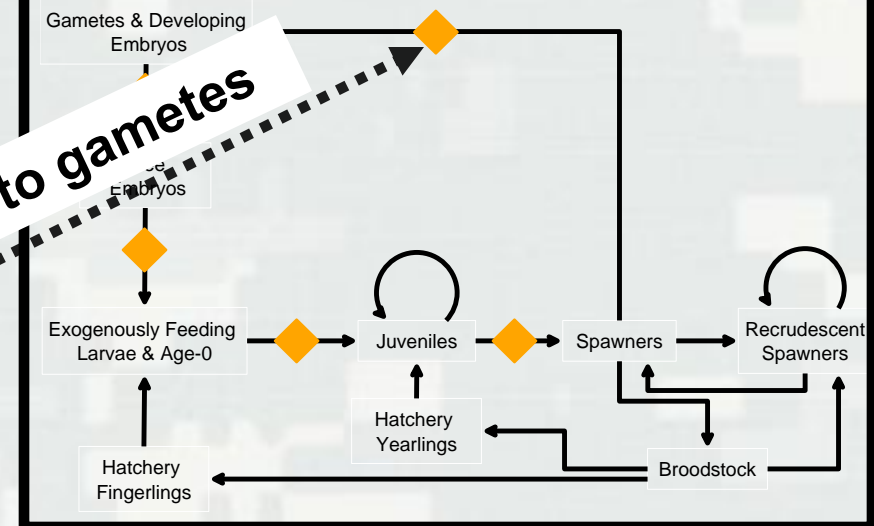 Gametes & Developing
Embryos
to gametes
Embryos
Exogenously Feeding
Larvae & Age-0
Juveniles
Spawners
Recrudescent
Spawners
Hatchery
Yearlings
Hatchery
Fingerlings
Broodstock